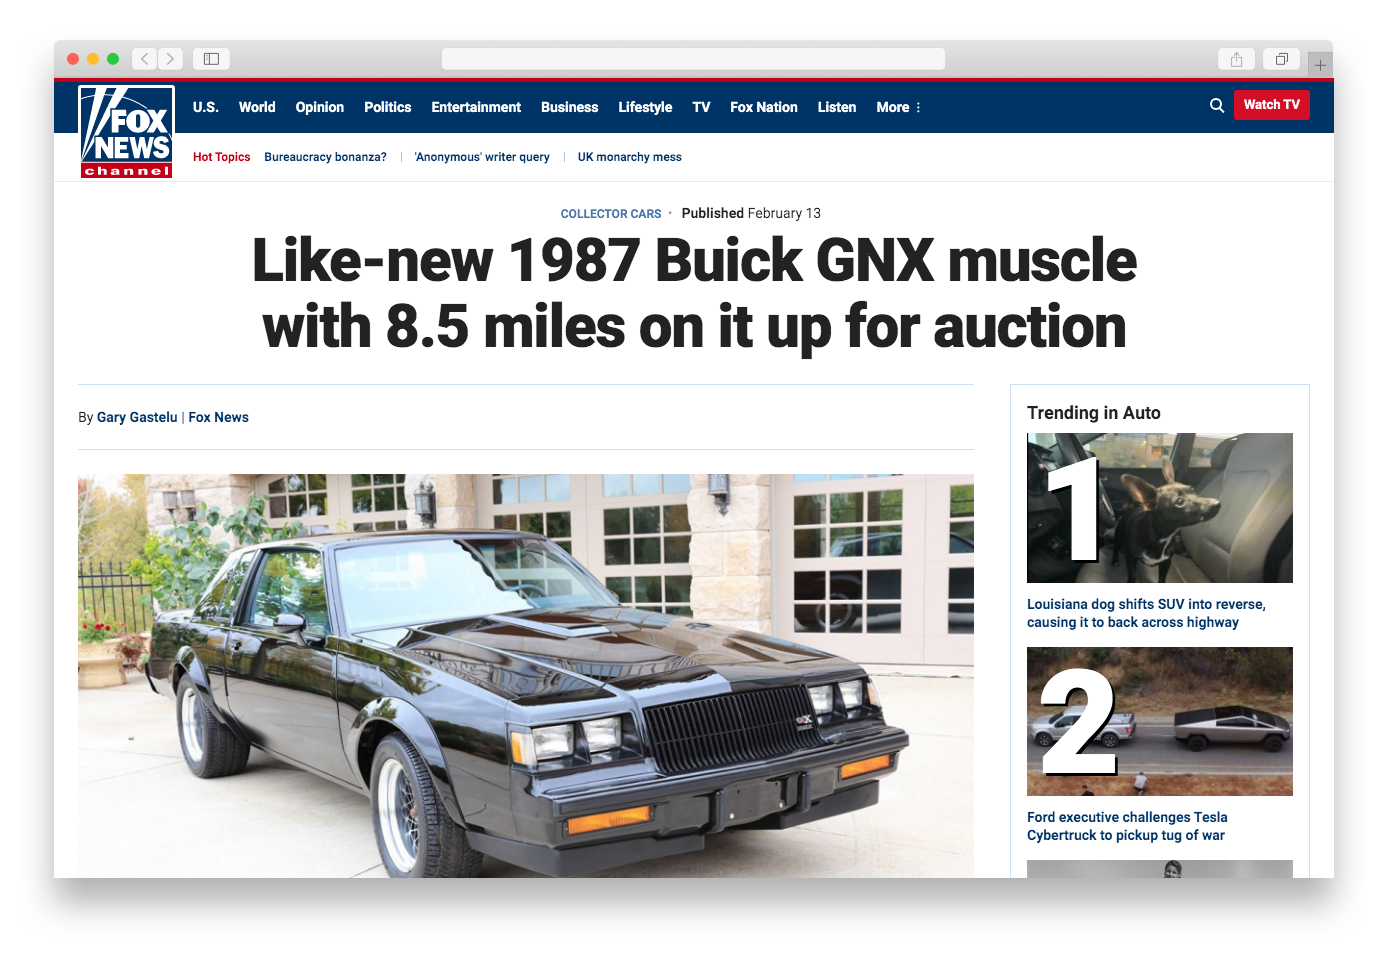 FOX
NEWS
channel
U.S. World Opinion Politics Entertainment Business Lifestyle TV Fox Nation Listen More Watch TV
Hot Topics Bureaucracy bonanza? 'Anonymous' writer query UK monarchy mess
COLLECTOR CARS · Published February 13
Like-new 1987 Buick GNX muscle
with 8.5 miles on it up for auction
By Gary Gastelu | Fox News
Trending in Auto
1
Louisiana dog shifts SUV into reverse,
causing it to back across highway
2
Ford executive challenges Tesla
Cybertruck to pickup tug of war